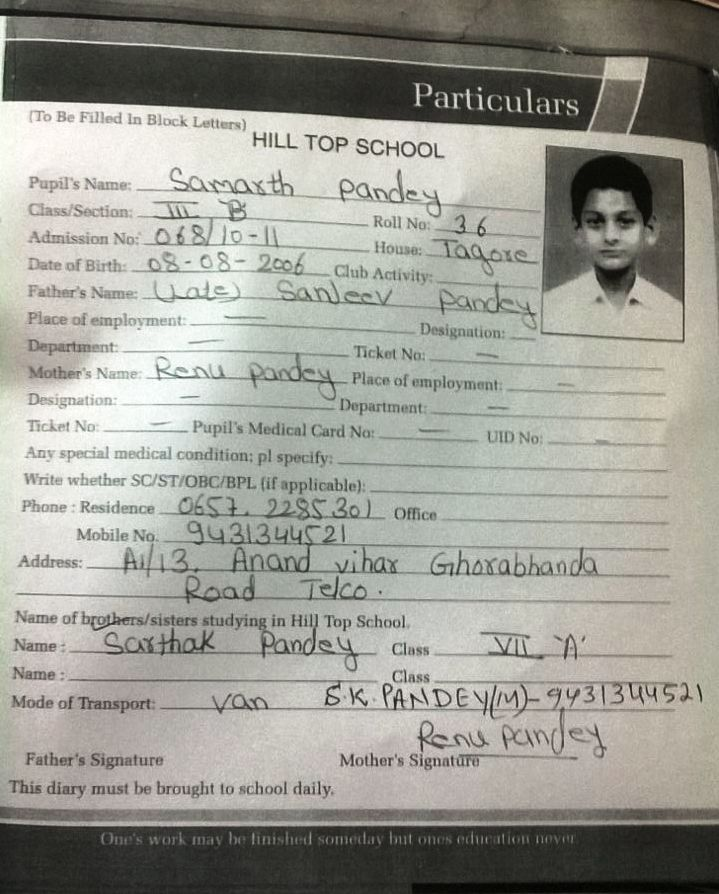 Particulars
(To Be Filled In Block Letters)
HILL TOP SCHOOL
Pupil's Name: Samarth Pandey
Class/Section: III B Roll No: 36
Admission No: 068/10-11 House: Tagore
Date of Birth: 08-08-2006 Club Activity:
Father's Name: (Late) Sanjeev Pandey
Place of employment: — Designation:
Department: — Ticket No: —
Mother's Name: Renu Pandey Place of employment: —
Designation: — Department: —
Ticket No: — Pupil's Medical Card No: — UID No: —
Any special medical condition; pl specify:
Write whether SC/ST/OBC/BPL (if applicable):
Phone : Residence 0657. 2285301 Office
Mobile No. 9431344521
Address: A1/13, Anand vihar Ghorabhanda
Road Telco.
Name of brothers/sisters studying in Hill Top School.
Name : Sarthak Pandey Class VII 'A'
Name : Class
Mode of Transport: van S.K. PANDEY(M)-9431344521
Renu Pandey
Father's Signature Mother's Signature
This diary must be brought to school daily.
One's work may be finished someday but ones education never